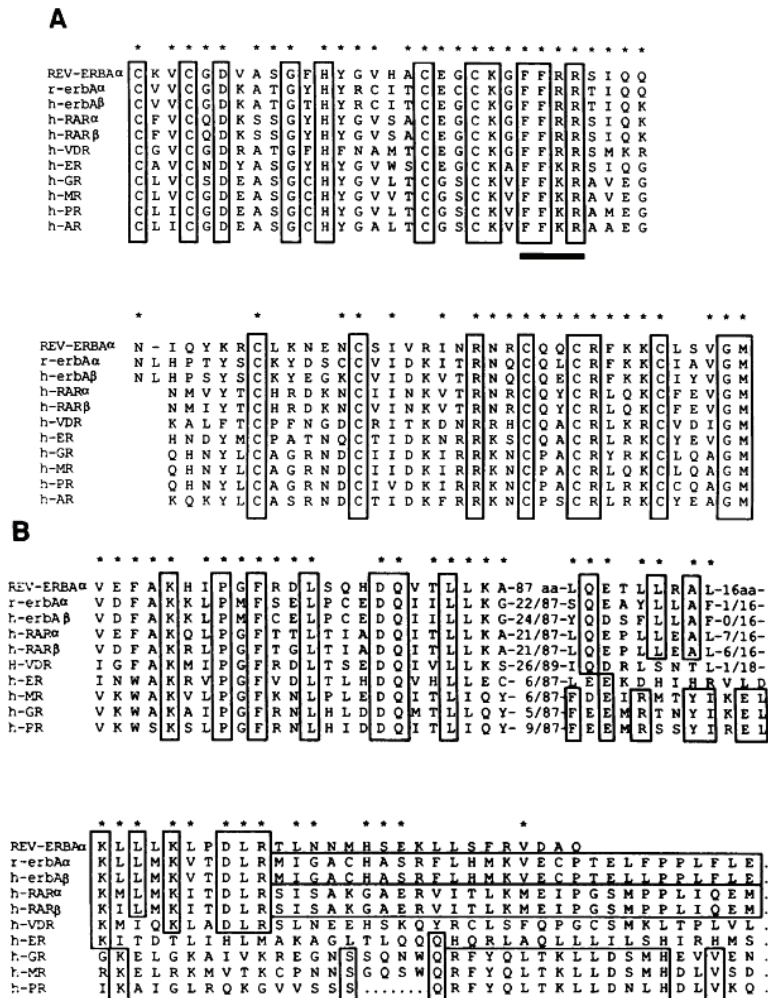 A
* * * * * * * * * * * * * * * * * * * * * * * * * *
REV-ERBAα C K V C G D V A S G F H Y G V H A C E G C K G F F R R S I Q Q
r-erbAα C V V C G D K A T G Y H Y R C I T C E G C K G F F R R T I Q Q
h-erbAβ C V V C G D K A T G T H Y R C I T C E G C K G F F R R T I Q K
h-RARα C F V C Q D K S S G Y H Y G V S A C E G C K G F F R R S I Q K
h-RARβ C F V C Q D K S S G Y H Y G V S A C E G C K G F F R R S I Q K
h-VDR C G V C G D R A T G F H F N A M T C E G C K G F F R R S M K R
h-ER C A V C N D Y A S G Y H Y G V W S C E G C K A F F K R S I Q G
h-GR C L V C S D E A S G C H Y G V L T C G S C K V F F K R A V E G
h-MR C L V C G D E A S G C H Y G V V T C G S C K V F F K R A V E G
h-PR C L I C G D E A S G C H Y G V L T C G S C K V F F K R A M E G
h-AR C L I C G D E A S G C H Y G A L T C G S C K V F F K R A A E G
* * * * * * * * * * * * * * * * * * *
REV-ERBAα N - I Q Y K R C L K N E N C S I V R I N R N R C Q Q C R F K K C L S V G M
r-erbAα N L H P T Y S C K Y D S C C V I D K I T R N Q C Q L C R F K K C I A V G M
h-erbAβ N L H P S Y S C K Y E G K C V I D K V T R N Q C Q E C R F K K C I Y V G M
h-RARα N M V Y T C H R D K N C I I N K V T R N R C Q Y C R L Q K C F E V G M
h-RARβ N M I Y T C H R D K N C V I N K V T R N R C Q Y C R L Q K C F E V G M
h-VDR K A L F T C P F N G D C R I T K D N R R H C Q A C R L K R C V D I G M
h-ER H N D Y M C P A T N Q C T I D K N R R K S C Q A C R L R K C Y E V G M
h-GR Q H N Y L C A G R N D C I I D K I R R K N C P A C R Y R K C L Q A G M
h-MR Q H N Y L C A G R N D C I I D K I R R K N C P A C R L Q K C L Q A G M
h-PR Q H N Y L C A G R N D C I V D K I R R K N C P A C R L R K C C Q A G M
h-AR K Q K Y L C A S R N D C T I D K F R R K N C P S C R L R K C Y E A G M
B
* * * * * * * * * * * * * * * * * * * * * *
REV-ERBAα V E F A K H I P G F R D L S Q H D Q V T L L K A -87 aa-L Q E T L L R A L -16aa-
r-erbAα V D F A K K L P M F S E L P C E D Q I I L L K G -22/87-S Q E A Y L L A F -1/16-
h-erbAβ V D F A K K L P M F C E L P C E D Q I I L L K G -24/87-Y Q D S F L L A F -0/16-
h-RARα V E F A K Q L P G F T T L T I A D Q I T L L K A -21/87-L Q E P L L E A L -7/16-
h-RARβ V E F A K R L P G F T G L T I A D Q I T L L K A -21/87-L Q E P L L E A L -6/16-
H-VDR I G F A K M I P G F R D L T S E D Q I V L L K S -26/89-I Q D R L S N T L -1/18-
h-ER I N W A K R V P G F V D L T L H D Q V H L L E C - 6/87-L E E K D H I H R V L D
h-MR V K W A K V L P G F K N L P L E D Q I T L I Q Y - 6/87-F D E I R M T Y I K E L
h-GR V K W A K A I P G F R N L H L D D Q M T L L Q Y - 5/87-F E E M R T N Y I K E L
h-PR V K W S K S L P G F R N L H I D D Q I T L I Q Y - 9/87-F E E M R S S Y I R E L
* * * * * * * * * * * * * *
REV-ERBAα K L L L K L P D L R T L N N M H S E K L L S F R V D A Q
r-erbAα K L L M K V T D L R M I G A C H A S R F L H M K V E C P T E L F P P L F L E .
h-erbAβ K L L M K V T D L R M I G A C H A S R F L H M K V E C P T E L L P P L F L E .
h-RARα K M L M K I T D L R S I S A K G A E R V I T L K M E I P G S M P P L I Q E M .
h-RARβ K I L M K I T D L R S I S A K G A E R V I T L K M E I P G S M P P L I Q E M .
h-VDR K M I Q K L A D L R S L N E E H S K Q Y R C L S F Q P G C S M K L T P L V L .
h-ER K I T D T L I H L M A K A G L T L Q Q Q H Q R L A Q L L L I L S H I R H M S .
h-GR G K E L G K A I V K R E G N S S Q N W Q R F Y Q L T K L L D S M H E V V E N .
h-MR R K E L R K M V T K C P N N S G Q S W Q R F Y Q L T K L L D S M H D L V S D .
h-PR I K A I G L R Q K G V V S S S . . . . . . . Q R F Y Q L T K L L D N L H D L V K Q .